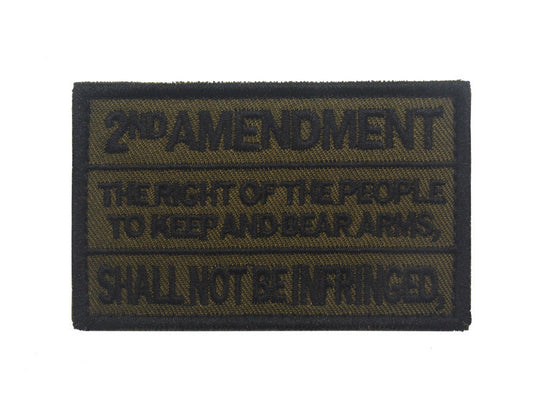 2ND AMENDMENT
THE RIGHT OF THE PEOPLE
TO KEEP AND BEAR ARMS,
SHALL NOT BE INFRINGED,